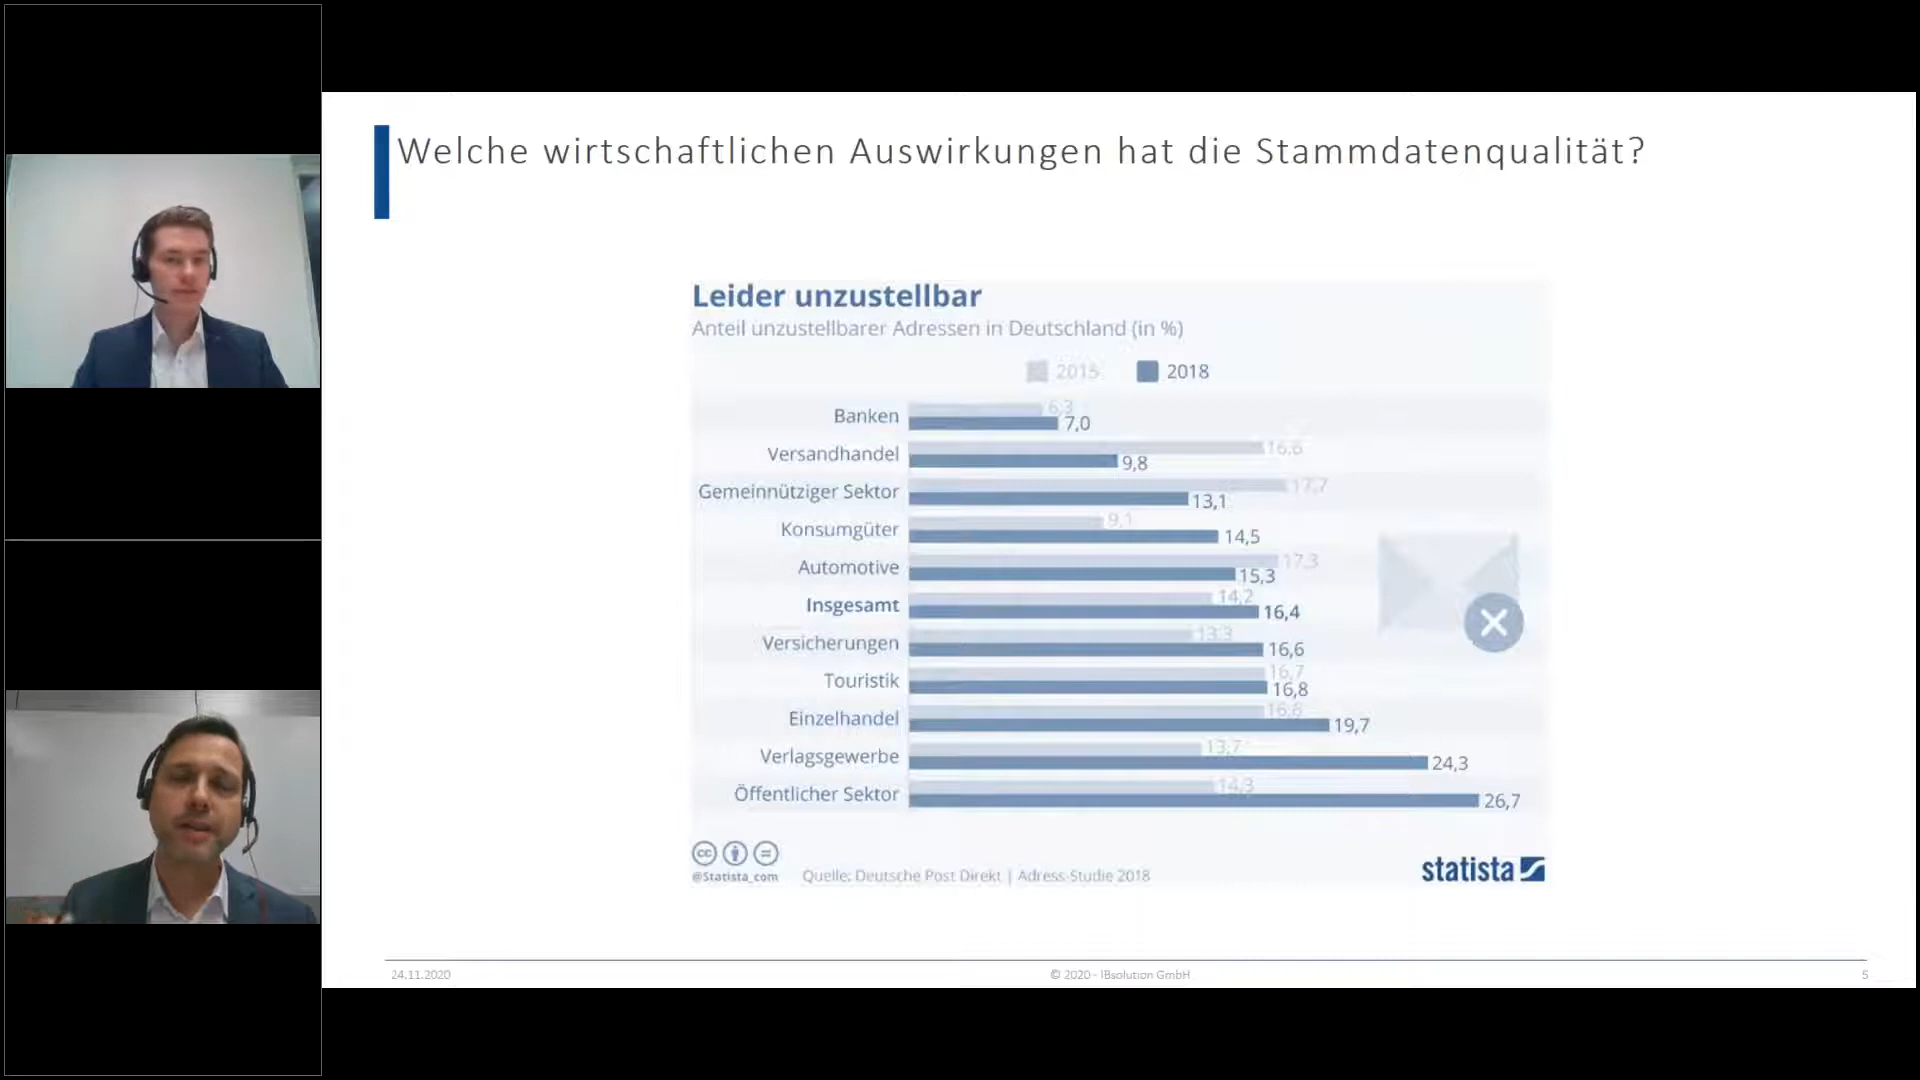 Welche wirtschaftlichen Auswirkungen hat die Stammdatenqualität?
Leider unzustellbar
Anteil unzustellbarer Adressen in Deutschland (in %)
2015 2018
Banken 6,3 7,0
Versandhandel 16,6 9,8
Gemeinnütziger Sektor 17,7 13,1
Konsumgüter 9,1 14,5
Automotive 17,3 15,3
Insgesamt 14,2 16,4
Versicherungen 13,3 16,6
Touristik 16,7 16,8
Einzelhandel 16,6 19,7
Verlagsgewerbe 13,7 24,3
Öffentlicher Sektor 14,3 26,7
cc
@Statista_com Quelle: Deutsche Post Direkt | Adress-Studie 2018
statista
24.11.2020 © 2020 - IBsolution GmbH 5